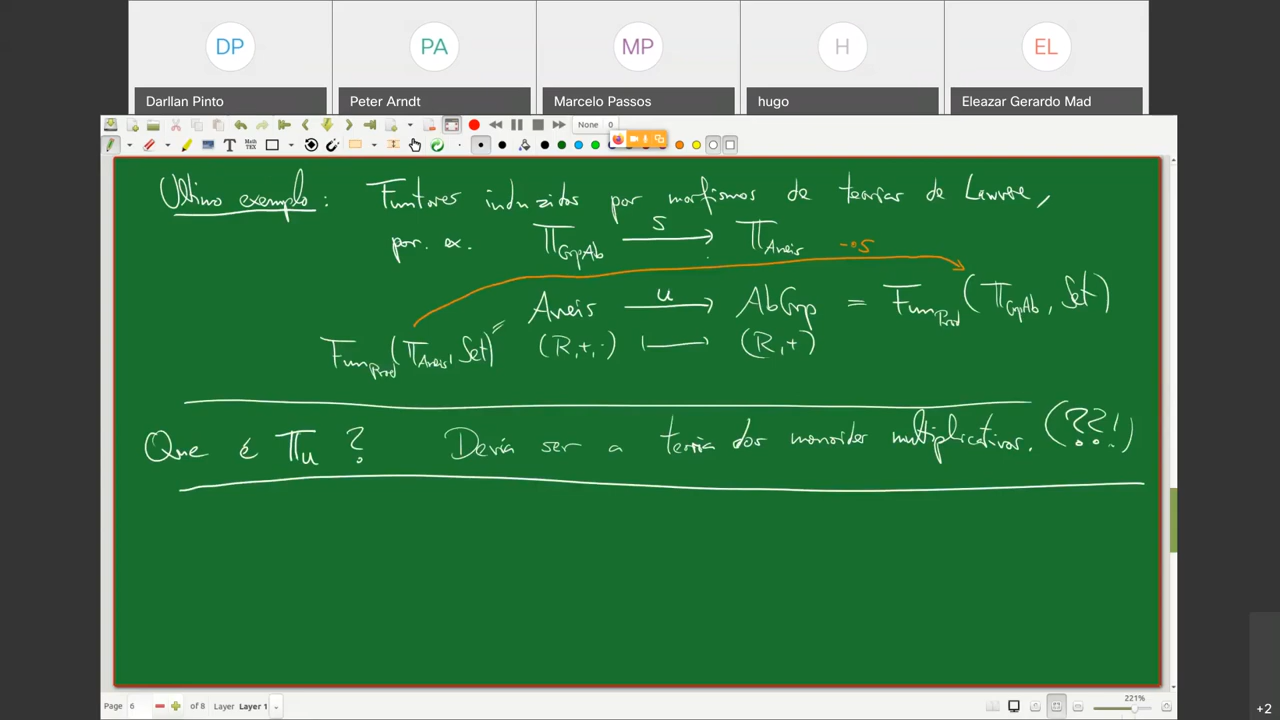 DP PA MP H EL
Darllan Pinto Peter Arndt Marcelo Passos hugo Eleazar Gerardo Mad
None 0
Ultimo exemplo: Funtores induzidos por morfismos de teorias de Lawvere,
por. ex. 𝕋_GrpAb —S→ 𝕋_Aneis
-∘S
Aneis —u→ AbGrp = Fun_Prod(𝕋_GrpAb, Set)
Fun_Prod(𝕋_Aneis, Set) = (R,+,·) ⟼ (R,+)
Que é 𝕋_u ? Devia ser a teoria dos monoides multiplicativos. (??!)
Page 6 of 8 Layer Layer 1 221%
+2